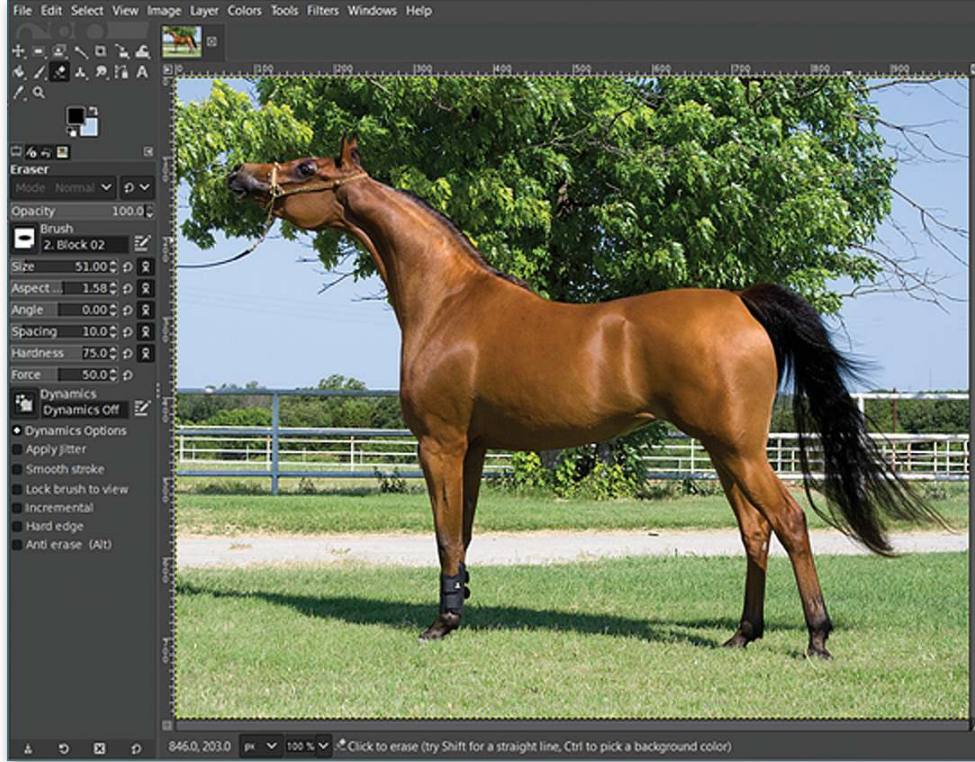 File Edit Select View Image Layer Colors Tools Filters Windows Help
0 100 200 300 400 500 600 700 800 900
Eraser
Mode Normal
Opacity 100.0
Brush
2. Block 02
Size 51.00
Aspect ... 1.58
Angle 0.00
Spacing 10.0
Hardness 75.0
Force 50.0
Dynamics
Dynamics Off
Dynamics Options
Apply Jitter
Smooth stroke
Lock brush to view
Incremental
Hard edge
Anti erase (Alt)
846.0, 203.0 px 100 % Click to erase (try Shift for a straight line, Ctrl to pick a background color)